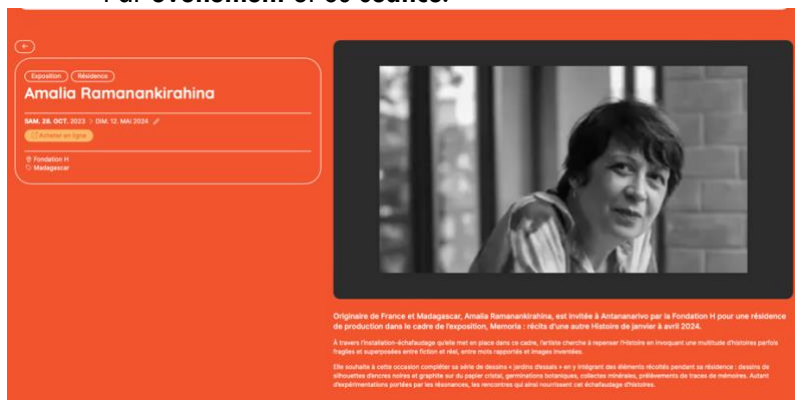 Par événement et sa séance.
Exposition Résidence
Amalia Ramanankirahina
SAM. 28. OCT. 2023 > DIM. 12. MAI 2024
Acheter en ligne
Fondation H
Madagascar
Originaire de France et Madagascar, Amalia Ramanankirahina, est invitée à Antananarivo par la Fondation H pour une résidence
de production dans le cadre de l'exposition, Memoria : récits d'une autre Histoire de janvier à avril 2024.
À travers l'installation-échafaudage qu'elle met en place dans ce cadre, l'artiste cherche à repenser l'Histoire en invoquant une multitude d'histoires parfois
fragiles et superposées entre fiction et réel, entre mots rapportés et images inventées.
Elle souhaite à cette occasion compléter sa série de dessins « jardins d'essais » en y intégrant des éléments récoltés pendant sa résidence : dessins de
silhouettes d'encres noires et graphite sur du papier cristal, germinations botaniques, collectes minérales, prélèvements de traces de mémoires. Autant
d'expérimentations portées par les résonances, les rencontres qui ainsi nourrissent cet échafaudage d'histoires.